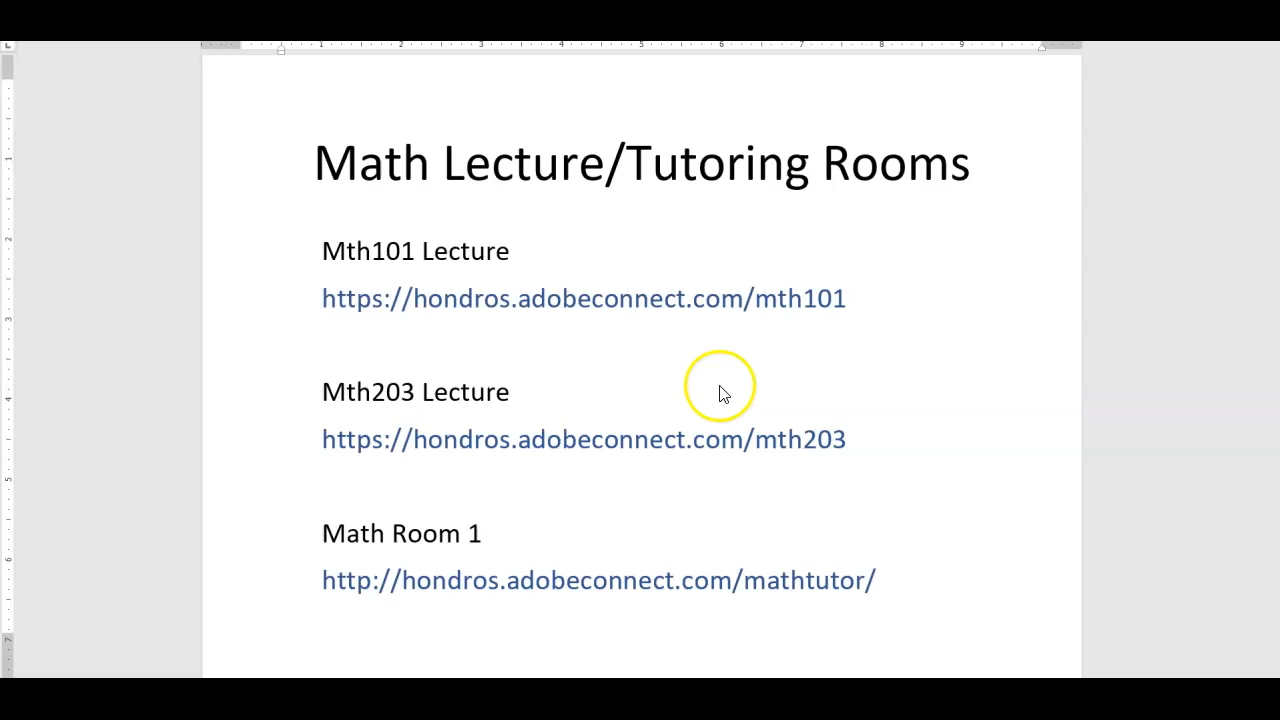 Math Lecture/Tutoring Rooms
Mth101 Lecture
https://hondros.adobeconnect.com/mth101
Mth203 Lecture
https://hondros.adobeconnect.com/mth203
Math Room 1
http://hondros.adobeconnect.com/mathtutor/